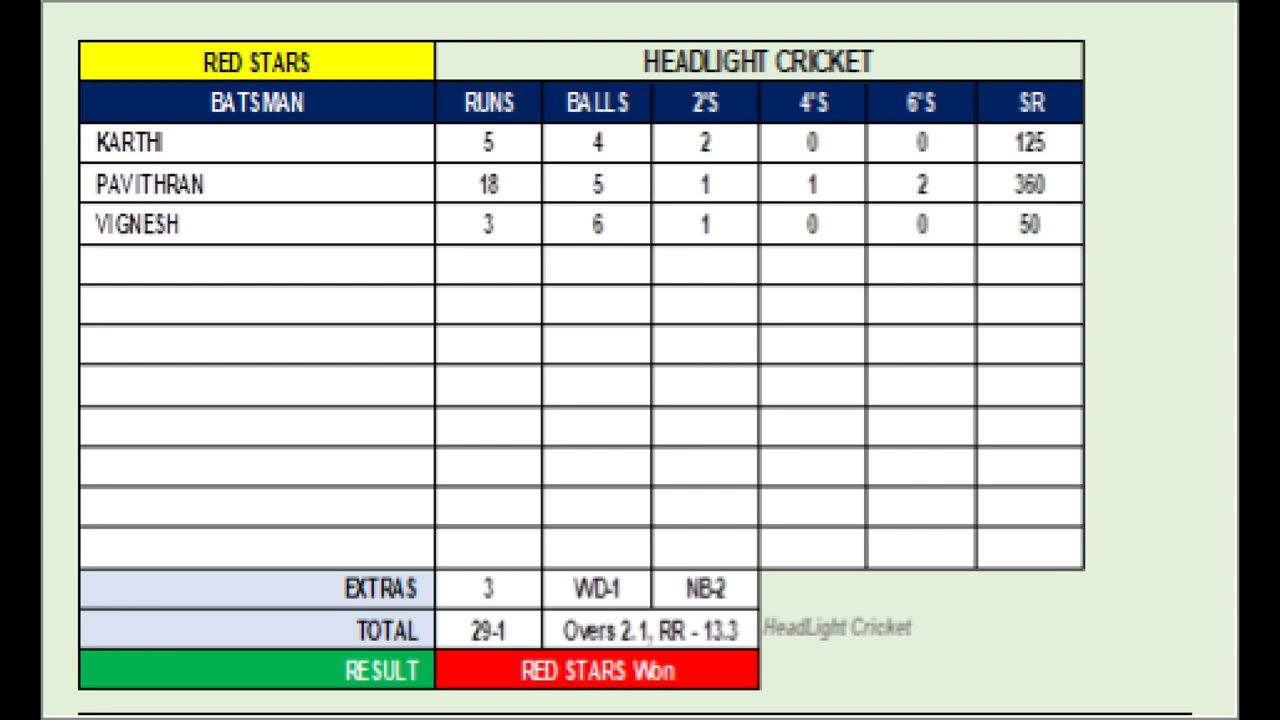 RED STARS HEADLIGHT CRICKET
BATSMAN RUNS BALLS 2'S 4'S 6'S SR
KARTHI 5 4 2 0 0 125
PAVITHRAN 18 5 1 1 2 360
VIGNESH 3 6 1 0 0 50
EXTRAS 3 WD-1 NB-2
TOTAL 29-1 Overs 2.1, RR - 13.3 HeadLight Cricket
RESULT RED STARS Won